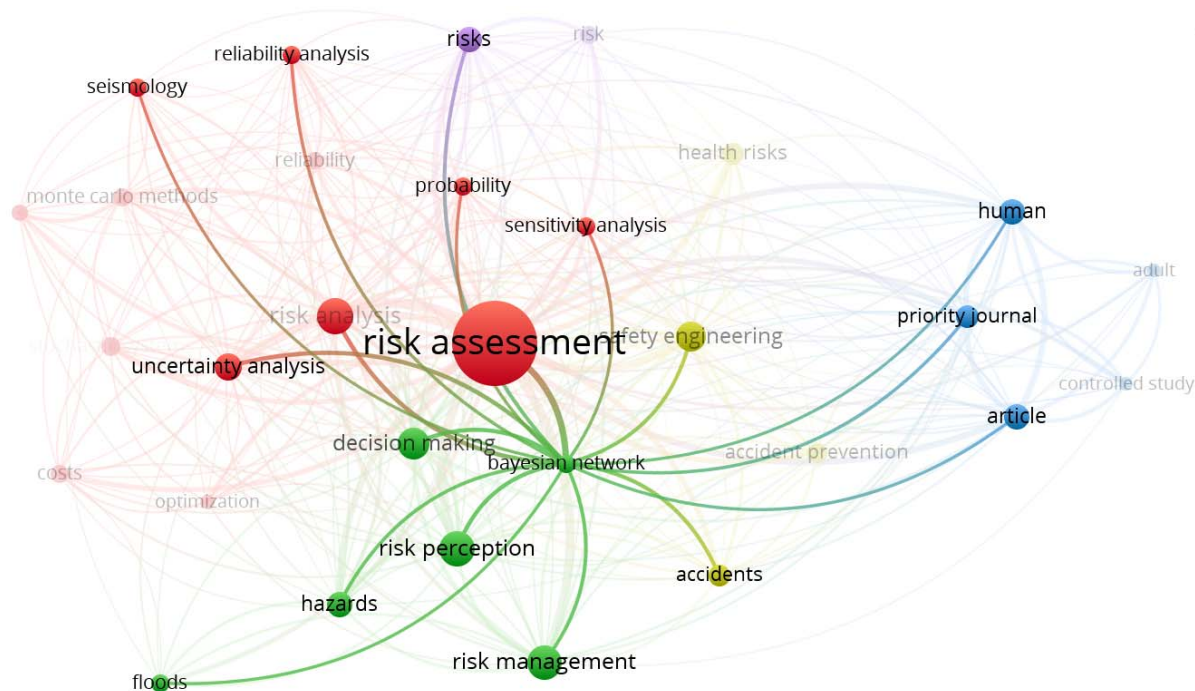 risks
risk
reliability analysis
seismology
health risks
reliability
probability
monte carlo methods
human
sensitivity analysis
adult
risk analysis
priority journal
safety engineering
risk assessment
uncertainty analysis
controlled study
article
decision making
accident prevention
bayesian network
costs
optimization
risk perception
accidents
hazards
risk management
floods